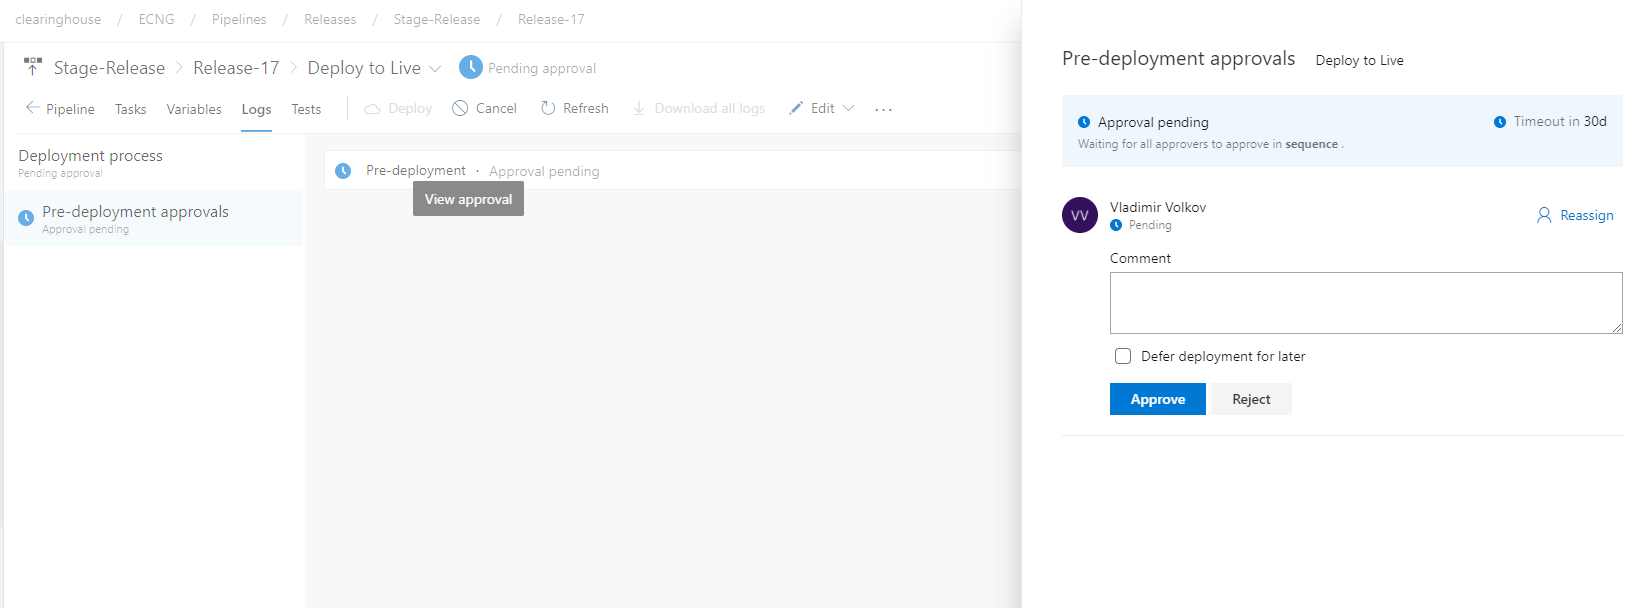 clearinghouse / ECNG / Pipelines / Releases / Stage-Release / Release-17
Stage-Release > Release-17 > Deploy to Live Pending approval
Pipeline Tasks Variables Logs Tests Deploy Cancel Refresh Download all logs Edit ...
Deployment process
Pending approval
Pre-deployment approvals
Approval pending
Pre-deployment · Approval pending
View approval
Pre-deployment approvals Deploy to Live
Approval pending Timeout in 30d
Waiting for all approvers to approve in sequence .
VV
Vladimir Volkov
Pending
Reassign
Comment
Defer deployment for later
Approve Reject